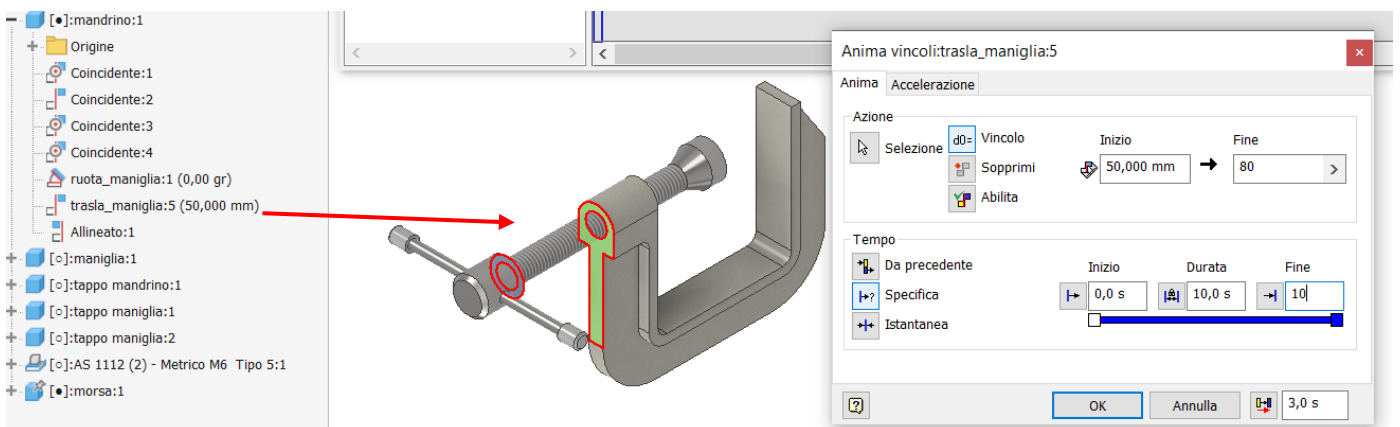 [●]:mandrino:1
Origine
Coincidente:1
Coincidente:2
Coincidente:3
Coincidente:4
ruota_maniglia:1 (0,00 gr)
trasla_maniglia:5 (50,000 mm)
Allineato:1
[○]:maniglia:1
[○]:tappo mandrino:1
[○]:tappo maniglia:1
[○]:tappo maniglia:2
[○]:AS 1112 (2) - Metrico M6 Tipo 5:1
[●]:morsa:1
Anima vincoli:trasla_maniglia:5
Anima Accelerazione
Azione
Selezione
d0= Vincolo
Sopprimi
Abilita
Inizio Fine
50,000 mm 80
Tempo
Da precedente
Specifica
Istantanea
Inizio Durata Fine
0,0 s 10,0 s 10
OK Annulla 3,0 s